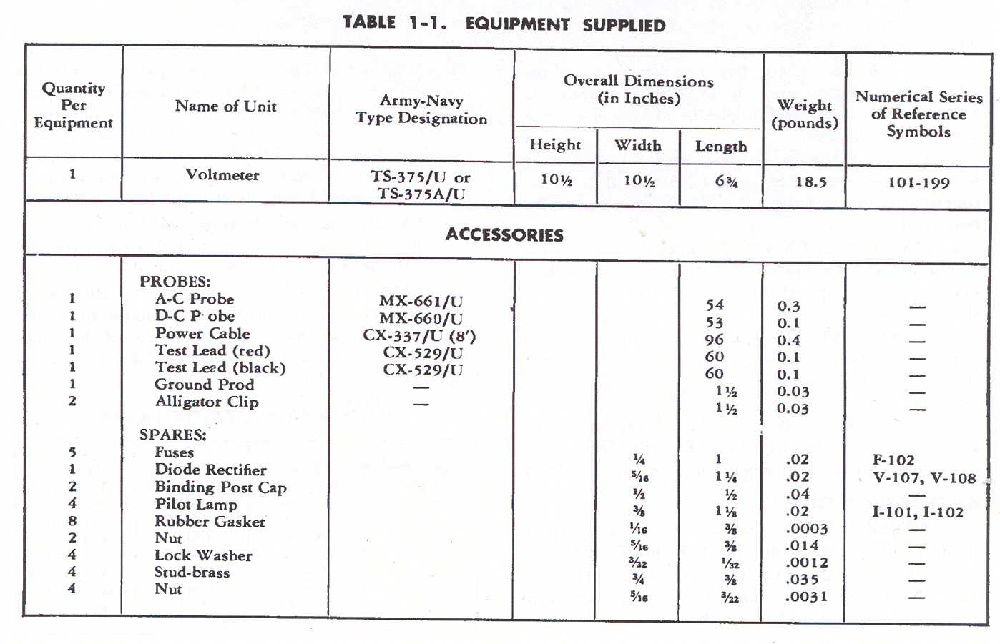 TABLE 1-1. EQUIPMENT SUPPLIED
Quantity Per Equipment Name of Unit Army-Navy Type Designation Overall Dimensions (in Inches) Weight (pounds) Numerical Series of Reference Symbols
Height Width Length
1 Voltmeter TS-375/U or TS-375A/U 10½ 10½ 6¾ 18.5 101-199
ACCESSORIES
PROBES:
1 A-C Probe MX-661/U 54 0.3 —
1 D-C P obe MX-660/U 53 0.1 —
1 Power Cable CX-337/U (8') 96 0.4 —
1 Test Lead (red) CX-529/U 60 0.1 —
1 Test Lead (black) CX-529/U 60 0.1 —
1 Ground Prod — 1½ 0.03 —
2 Alligator Clip — 1½ 0.03 —
SPARES:
5 Fuses ¼ 1 .02 F-102
1 Diode Rectifier 5/16 1¼ .02 V-107, V-108
2 Binding Post Cap ½ ½ .04 —
4 Pilot Lamp ⅜ 1⅛ .02 I-101, I-102
8 Rubber Gasket 1/16 ⅜ .0003 —
2 Nut 5/16 ⅜ .014 —
4 Lock Washer 3/32 1/32 .0012 —
4 Stud-brass ¾ ⅜ .035 —
4 Nut 5/16 3/22 .0031 —